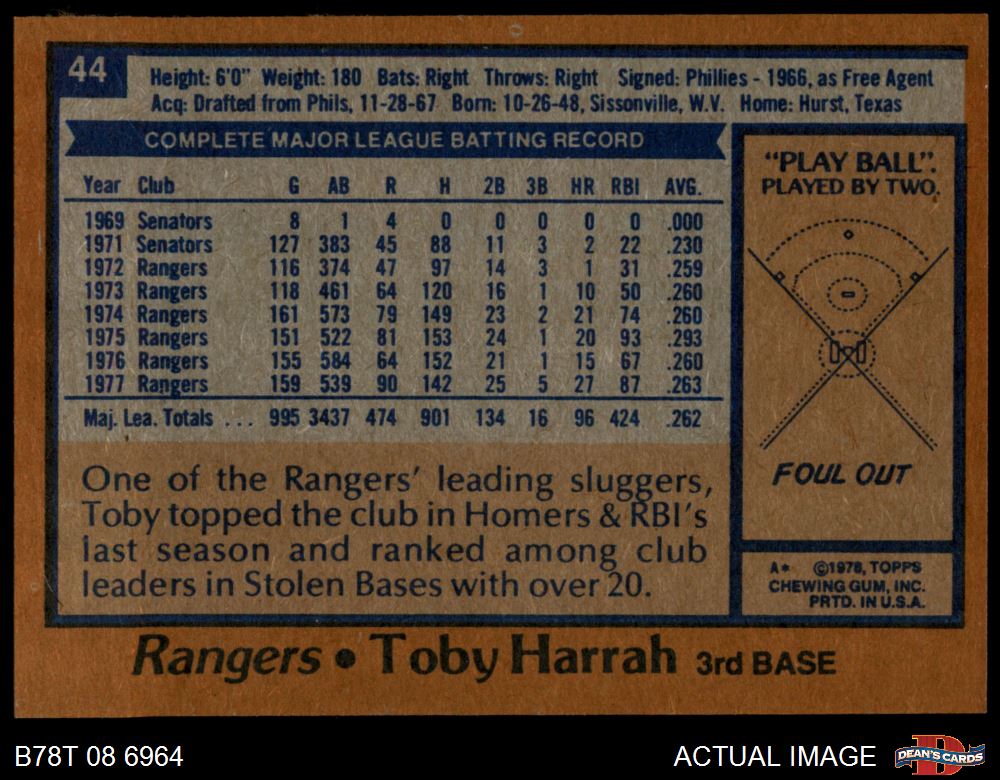 44
Height: 6'0" Weight: 180 Bats: Right Throws: Right Signed: Phillies - 1966, as Free Agent
Acq: Drafted from Phils, 11-28-67 Born: 10-26-48, Sissonville, W.V. Home: Hurst, Texas
COMPLETE MAJOR LEAGUE BATTING RECORD
Year Club G AB R H 2B 3B HR RBI AVG.
1969 Senators 8 1 4 0 0 0 0 0 .000
1971 Senators 127 383 45 88 11 3 2 22 .230
1972 Rangers 116 374 47 97 14 3 1 31 .259
1973 Rangers 118 461 64 120 16 1 10 50 .260
1974 Rangers 161 573 79 149 23 2 21 74 .260
1975 Rangers 151 522 81 153 24 1 20 93 .293
1976 Rangers 155 584 64 152 21 1 15 67 .260
1977 Rangers 159 539 90 142 25 5 27 87 .263
Maj. Lea. Totals ... 995 3437 474 901 134 16 96 424 .262
One of the Rangers' leading sluggers,
Toby topped the club in Homers & RBI's
last season and ranked among club
leaders in Stolen Bases with over 20.
"PLAY BALL".
PLAYED BY TWO.
FOUL OUT
A* ©1978, TOPPS
CHEWING GUM, INC.
PRTD. IN U.S.A.
Rangers • Toby Harrah 3rd BASE
B78T 08 6964
ACTUAL IMAGE
D
DEAN'S CARDS